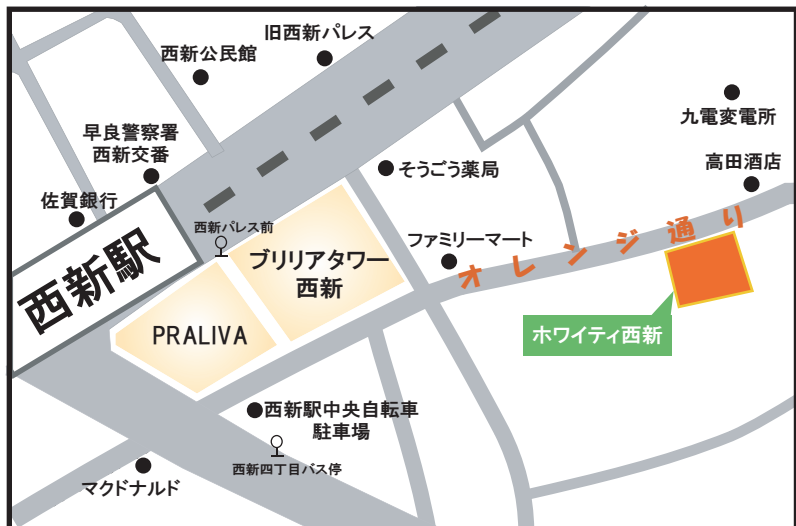 旧西新パレス
西新公民館
九電変電所
早良警察署
西新交番
高田酒店
そうごう薬局
佐賀銀行
西新パレス前
ファミリーマート
オレンジ通り
西新駅
ブリリアタワー
西新
PRALIVA
ホワイティ西新
西新駅中央自転車
駐車場
西新四丁目バス停
マクドナルド